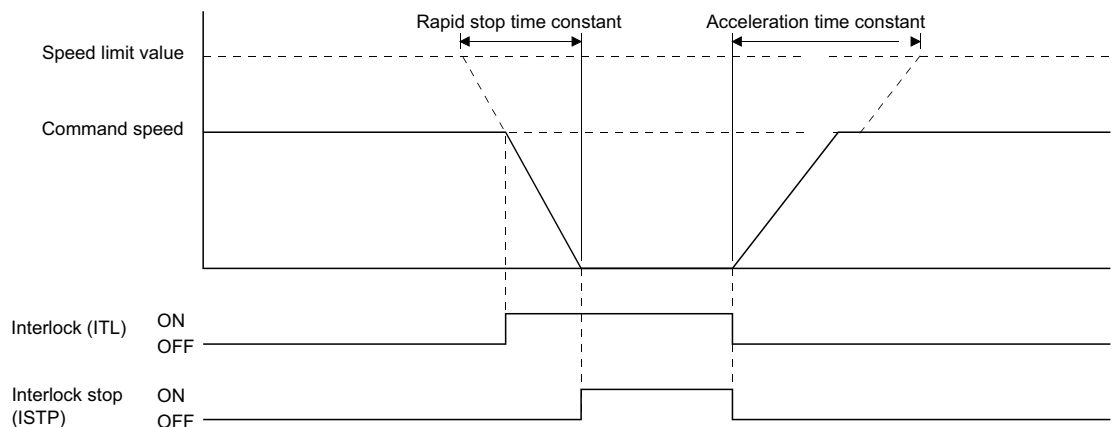 Rapid stop time constant
Acceleration time constant
Speed limit value
Command speed
Interlock (ITL)
ON
OFF
Interlock stop
(ISTP)
ON
OFF